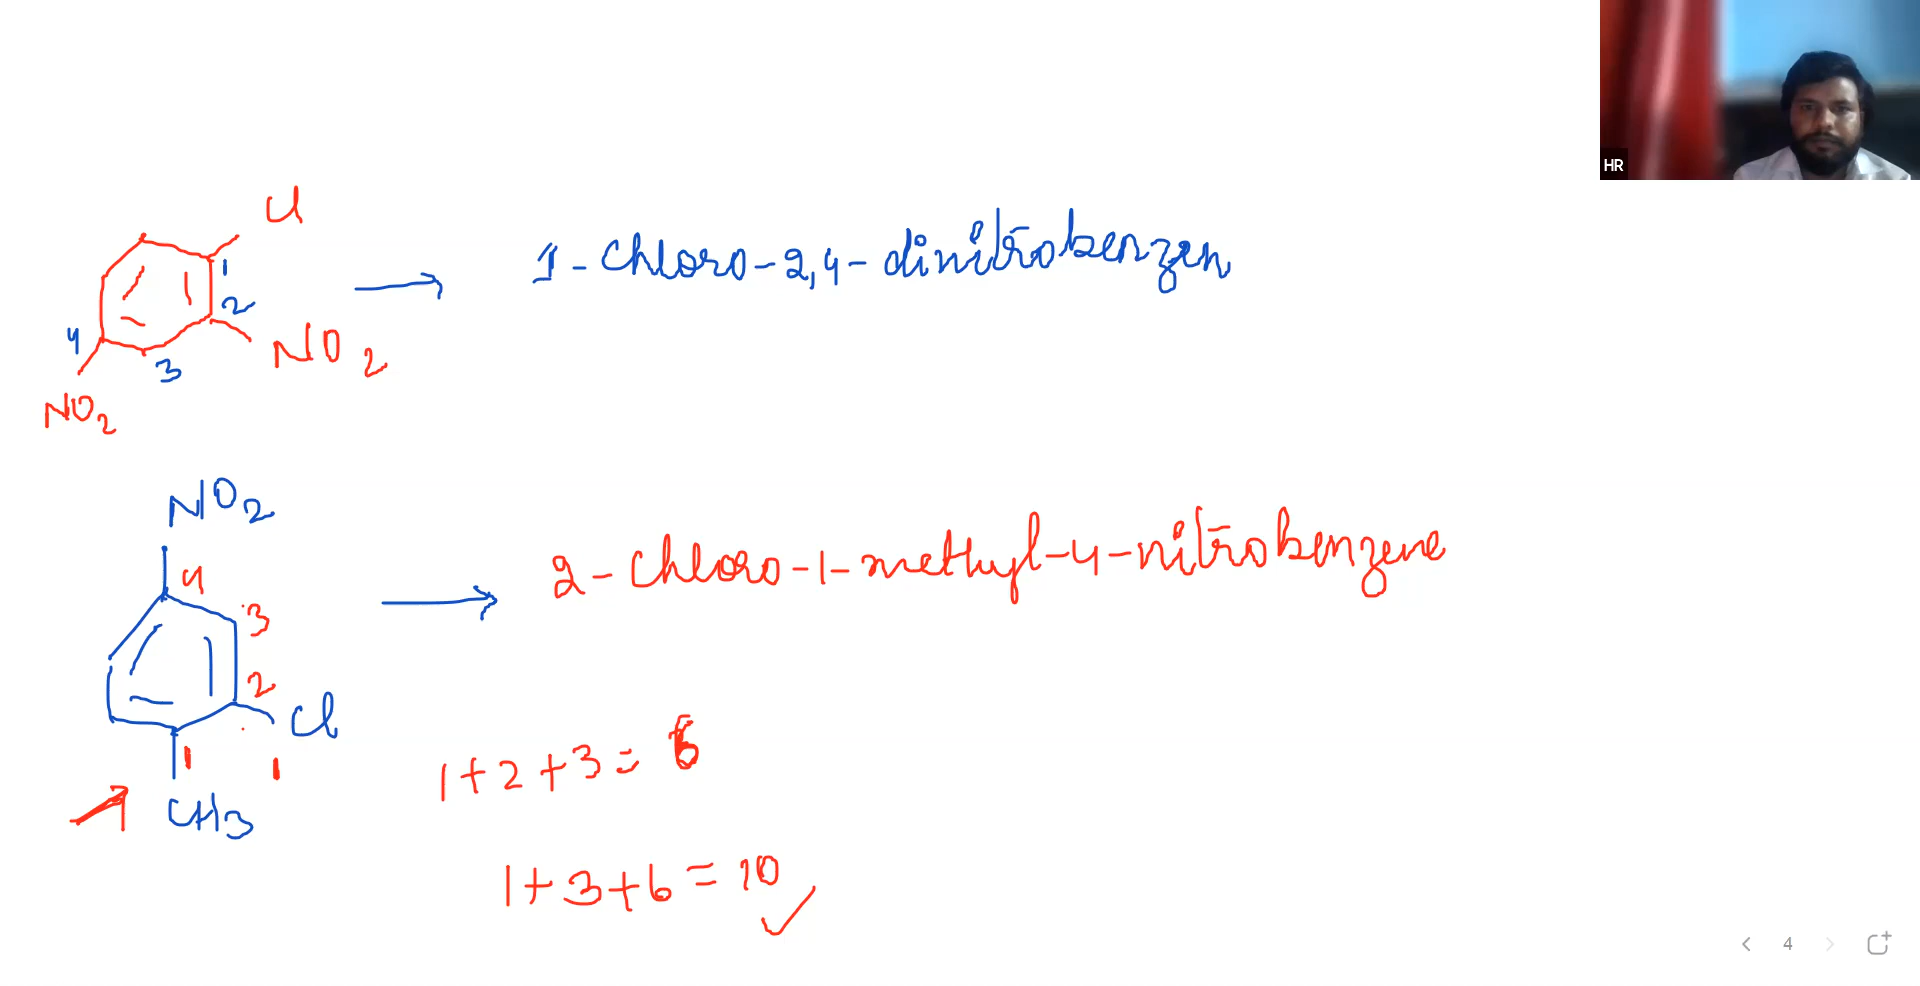 HR
Cl
1
2
4
3
NO2
NO2
1-chloro-2,4-dinitrobenzen
NO2
4
3
2
Cl
1
1
CH3
2-chloro-1-methyl-4-nitrobenzene
1+2+3= 6
1+3+6=10
4